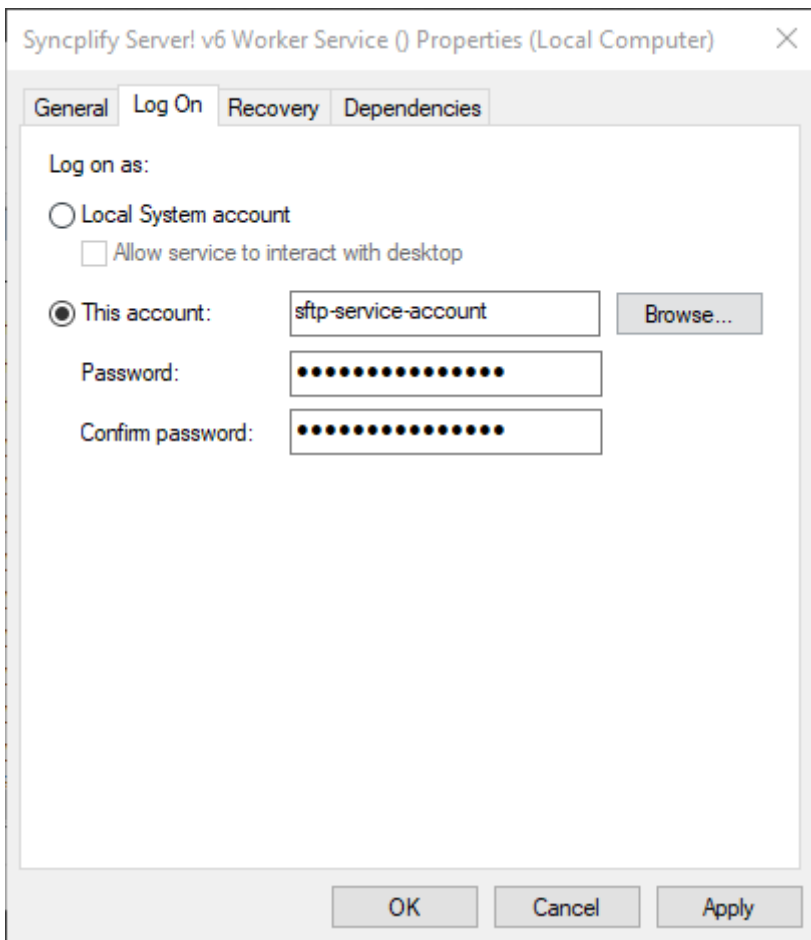 Syncplify Server! v6 Worker Service () Properties (Local Computer)
General Log On Recovery Dependencies
Log on as:
Local System account
Allow service to interact with desktop
This account: sftp-service-account Browse...
Password: •••••••••••••••
Confirm password: •••••••••••••••
OK Cancel Apply